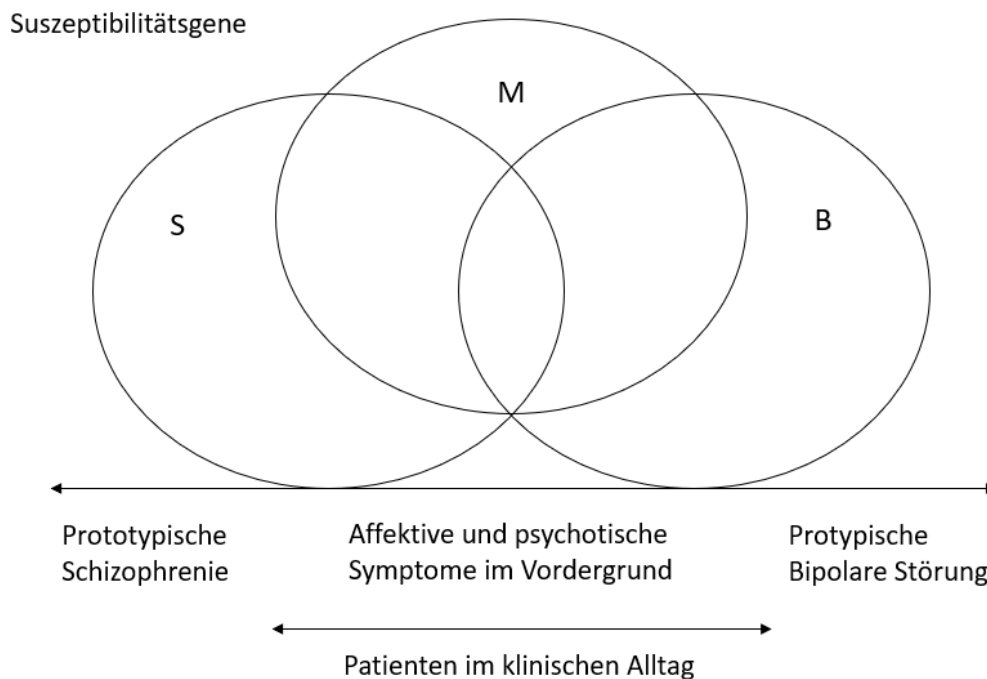 Suszeptibilitätsgene
M
S
B
Prototypische
Schizophrenie
Affektive und psychotische
Symptome im Vordergrund
Protypische
Bipolare Störung
Patienten im klinischen Alltag